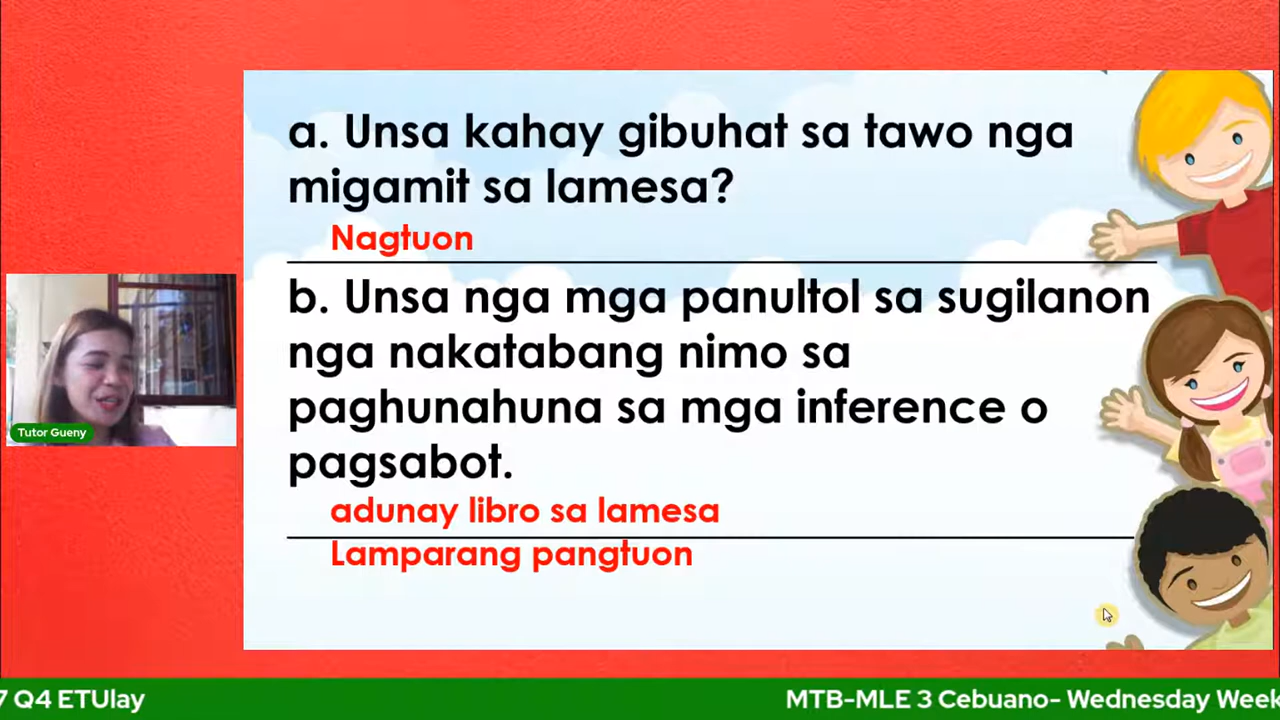 a. Unsa kahay gibuhat sa tawo nga
migamit sa lamesa?
Nagtuon
b. Unsa nga mga panultol sa sugilanon
nga nakatabang nimo sa
paghunahuna sa mga inference o
pagsabot.
adunay libro sa lamesa
Lamparang pangtuon
Tutor Gueny
7 Q4 ETUlay
MTB-MLE 3 Cebuano- Wednesday Week